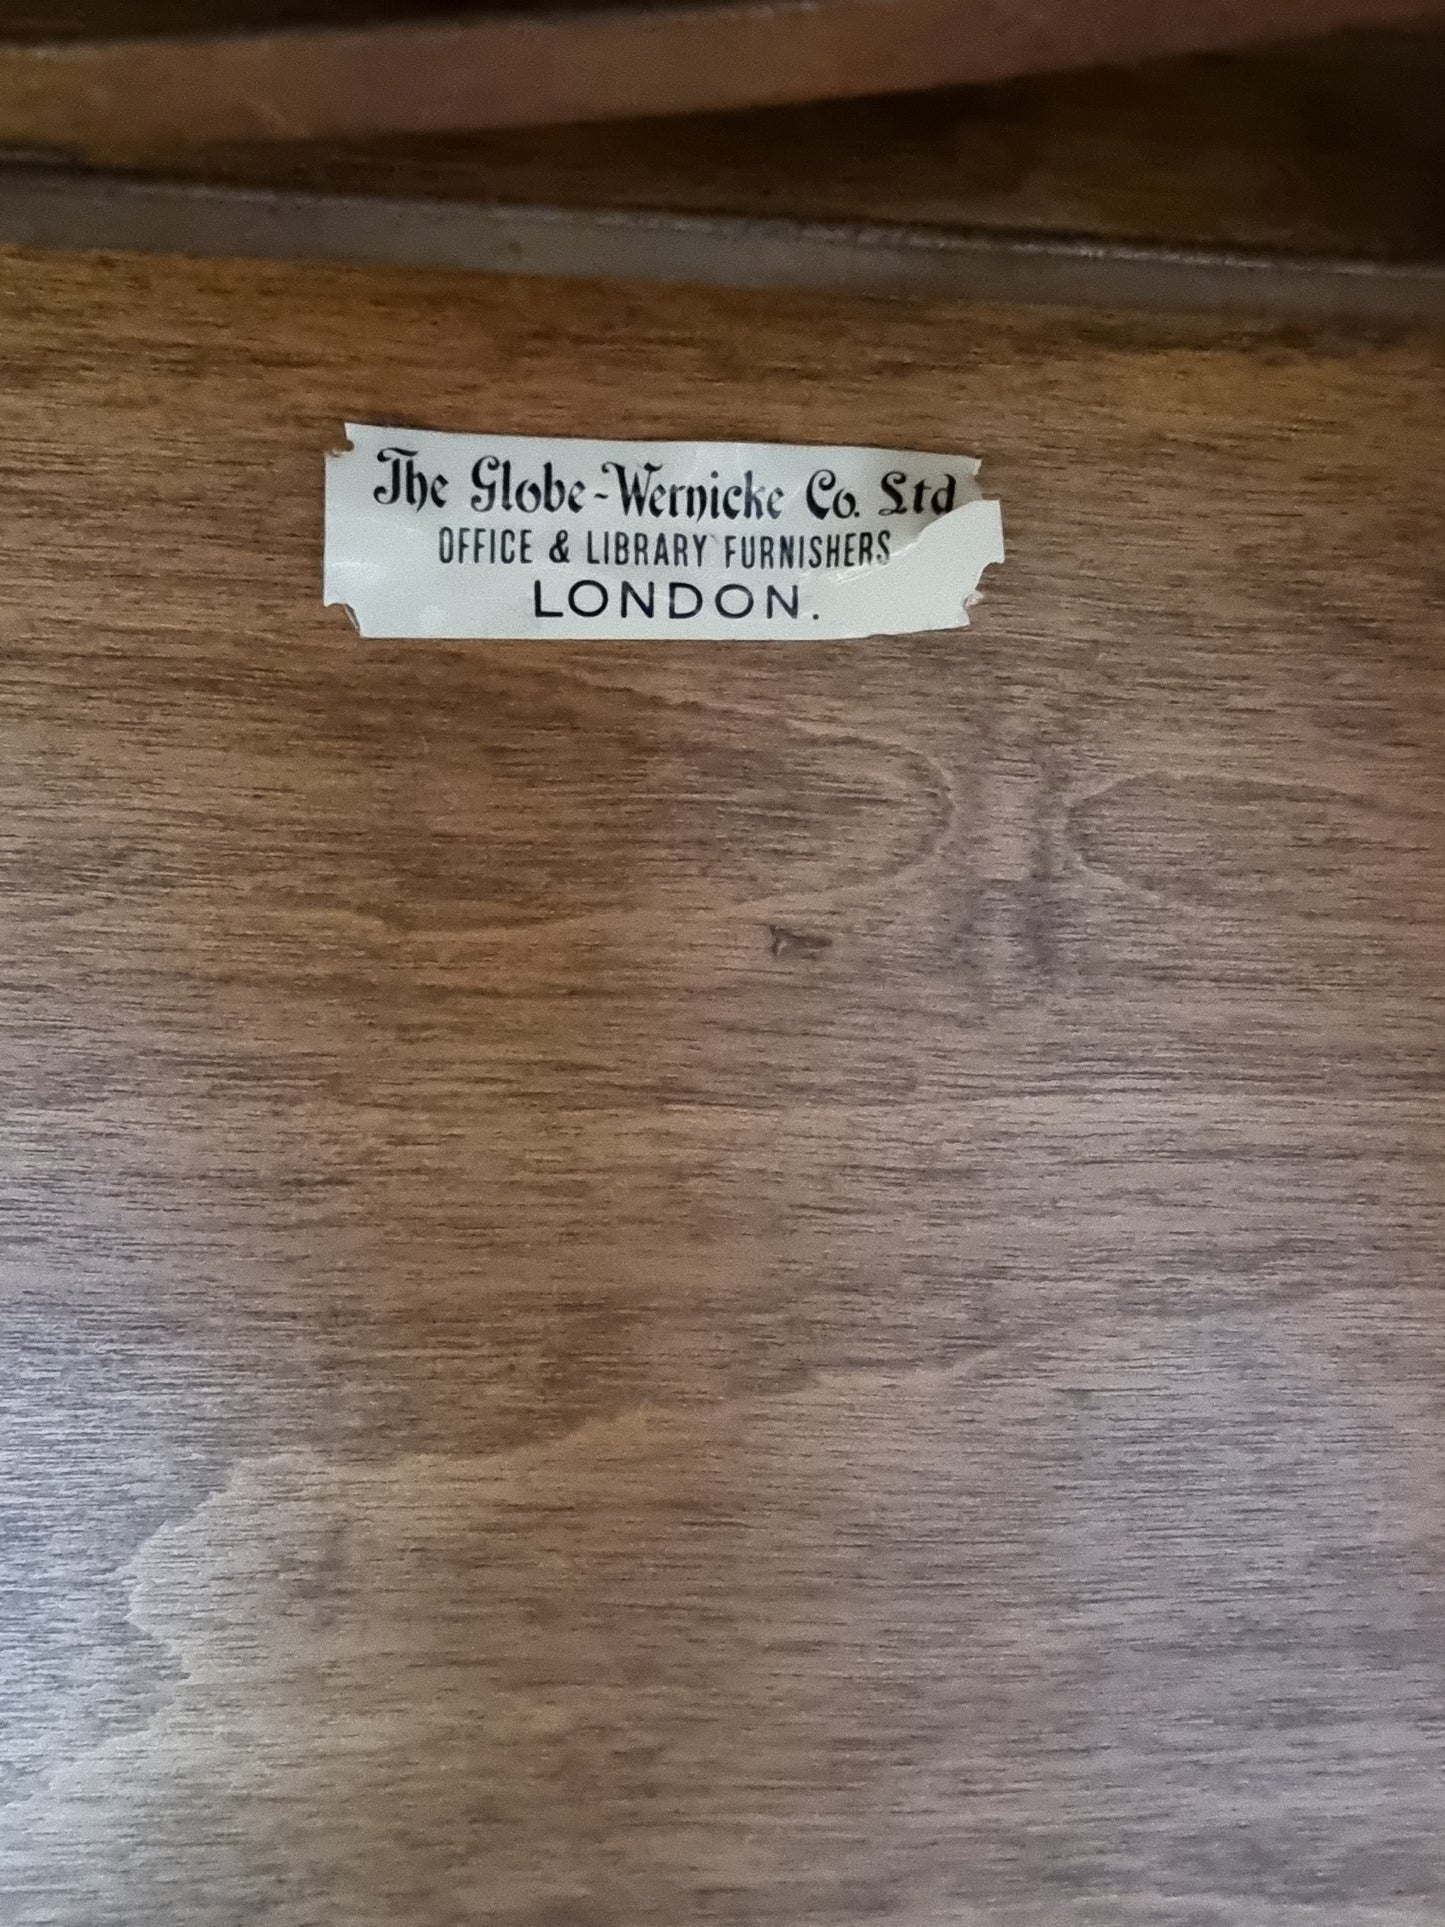 The Globe-Wernicke Co. Ltd
OFFICE & LIBRARY FURNISHERS
LONDON.